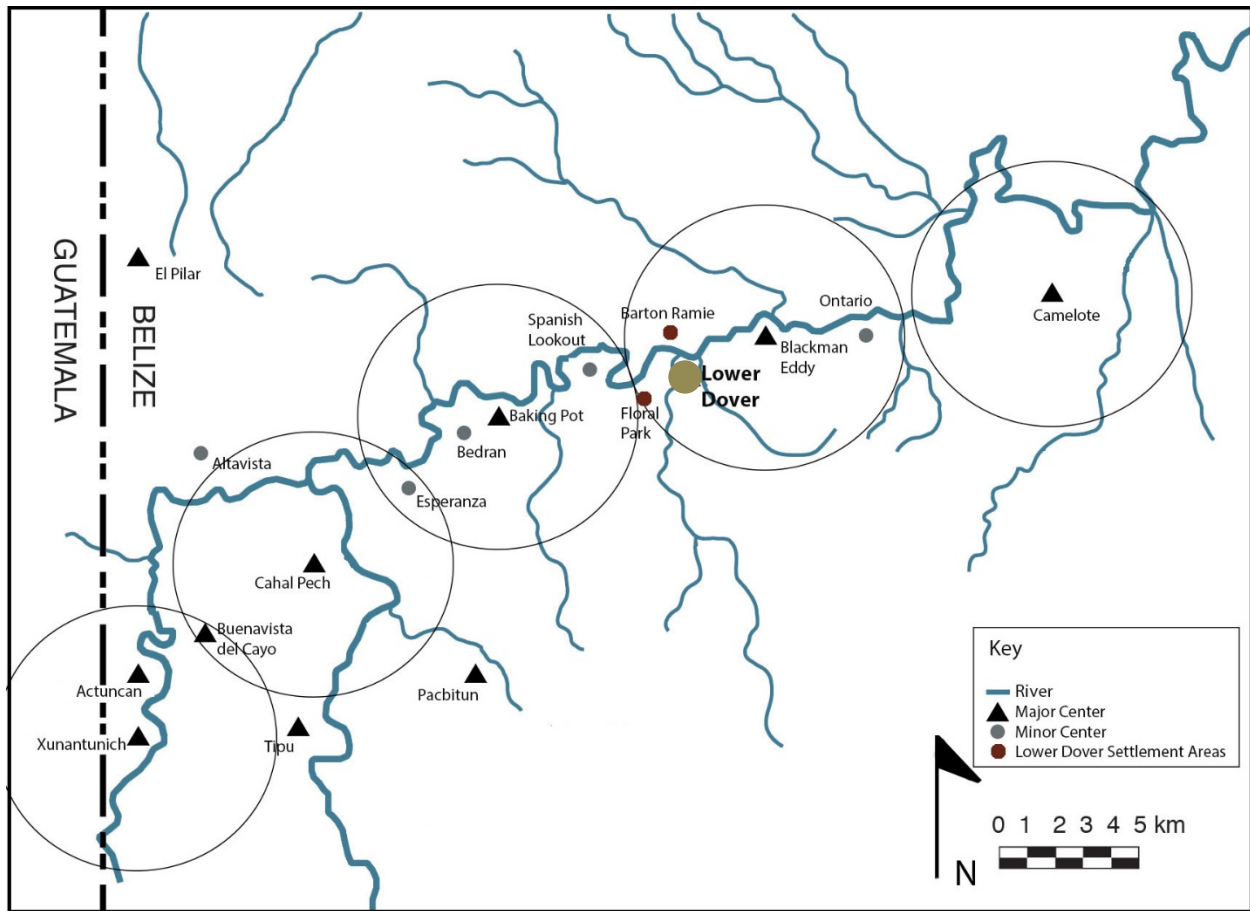 GUATEMALA
BELIZE
El Pilar
Altavista
Spanish
Lookout
Barton Ramie
Ontario
Camelote
Blackman
Eddy
Lower
Dover
Floral
Park
Baking Pot
Bedran
Esperanza
Cahal Pech
Buenavista
del Cayo
Actuncan
Pacbitun
Xunantunich
Tipu
Key
River
Major Center
Minor Center
Lower Dover Settlement Areas
0 1 2 3 4 5 km
N